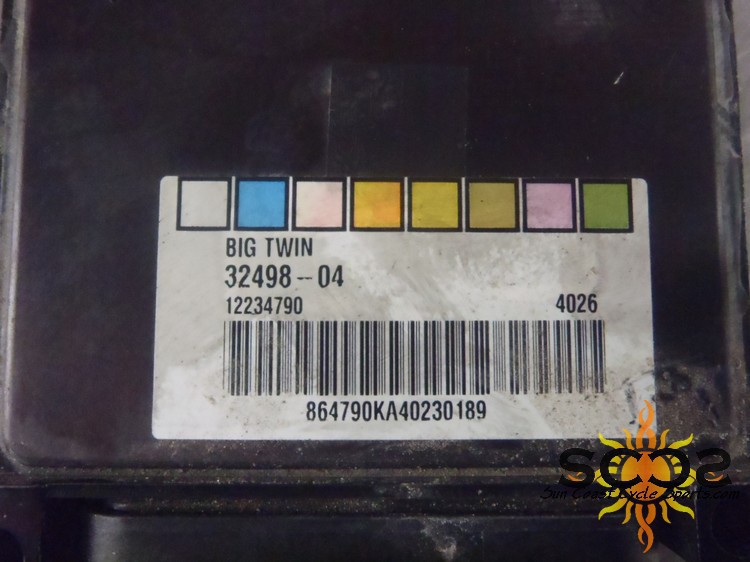 BIG TWIN
32498-04
12234790 4026
864790KA40230189
SCCS
Sun Coast Cycle Sports.com